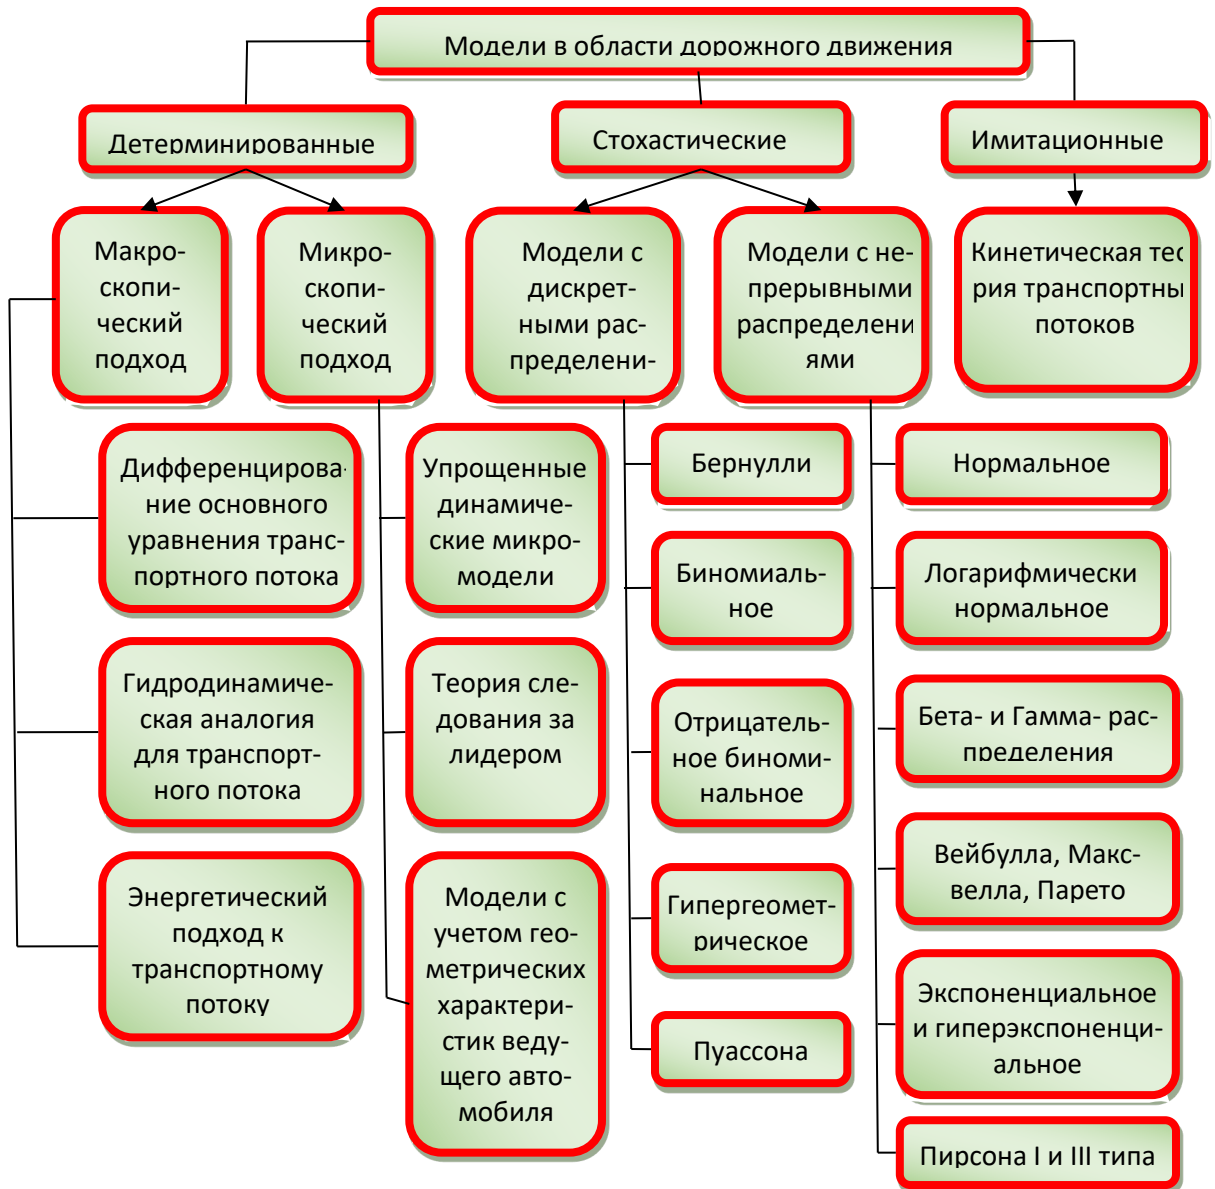 Модели в области дорожного движения
Детерминированные
Стохастические
Имитационные
Макро-
скопи-
ческий
подход
Микро-
скопи-
ческий
подход
Модели с
дискрет-
ными рас-
пределени-
Модели с не-
прерывными
распределени
ями
Кинетическая тео
рия транспортны
потоков
Дифференцирова-
ние основного
уравнения транс-
портного потока
Упрощенные
динамиче-
ские микро-
модели
Бернулли
Нормальное
Биномиаль-
ное
Логарифмически
нормальное
Гидродинамиче-
ская аналогия
для транспорт-
ного потока
Теория сле-
дования за
лидером
Отрицатель-
ное биноми-
нальное
Бета- и Гамма- рас-
пределения
Энергетический
подход к
транспортному
потоку
Модели с
учетом гео-
метрических
характери-
стик веду-
щего авто-
мобиля
Гипергеомет-
рическое
Вейбулла, Макс-
велла, Парето
Пуассона
Экспоненциальное
и гиперэкспоненци-
альное
Пирсона I и III типа